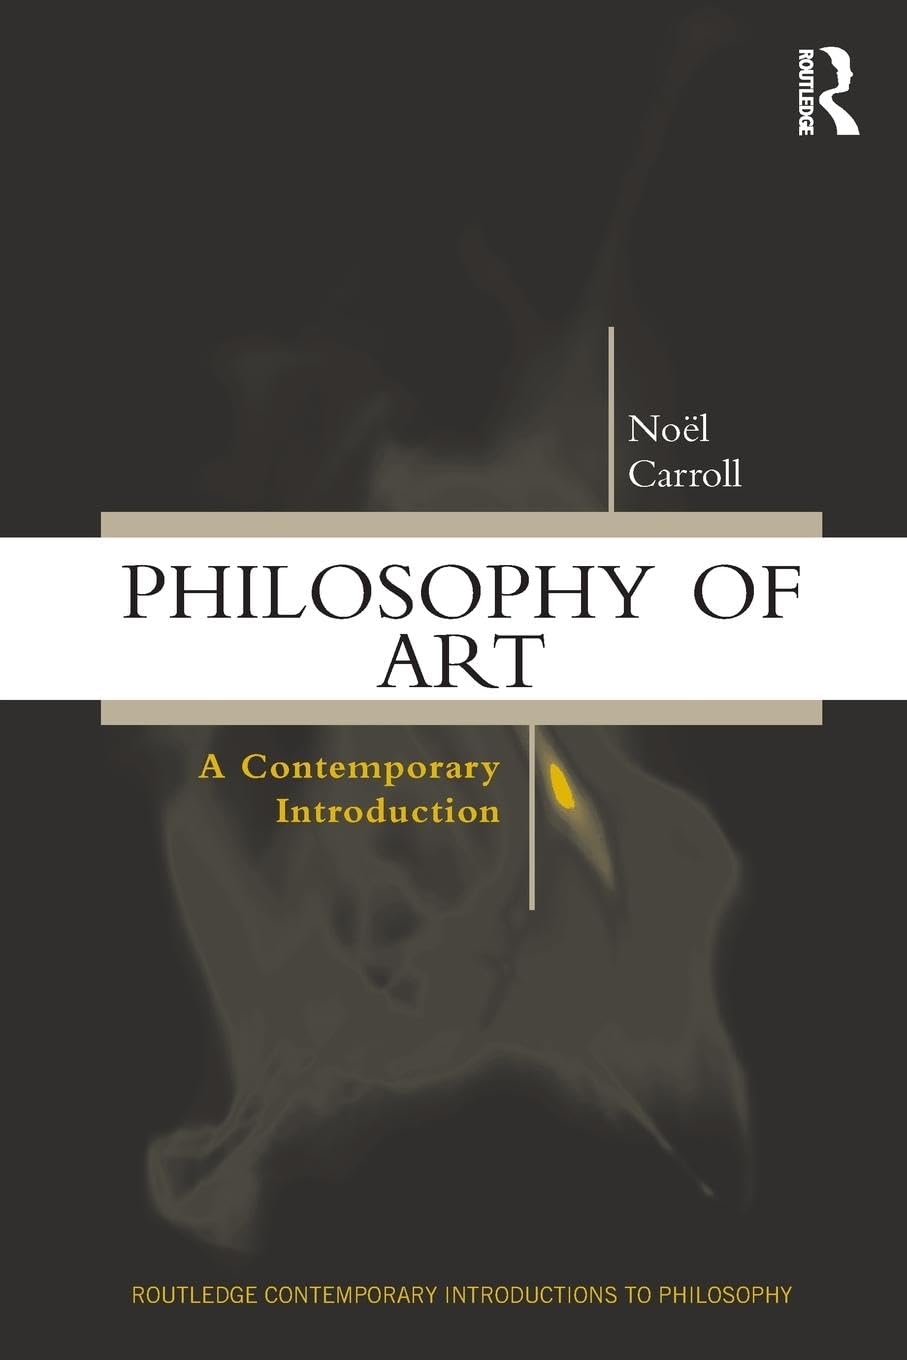 ROUTLEDGE
Noël
Carroll
PHILOSOPHY OF
ART
A Contemporary
Introduction
ROUTLEDGE CONTEMPORARY INTRODUCTIONS TO PHILOSOPHY